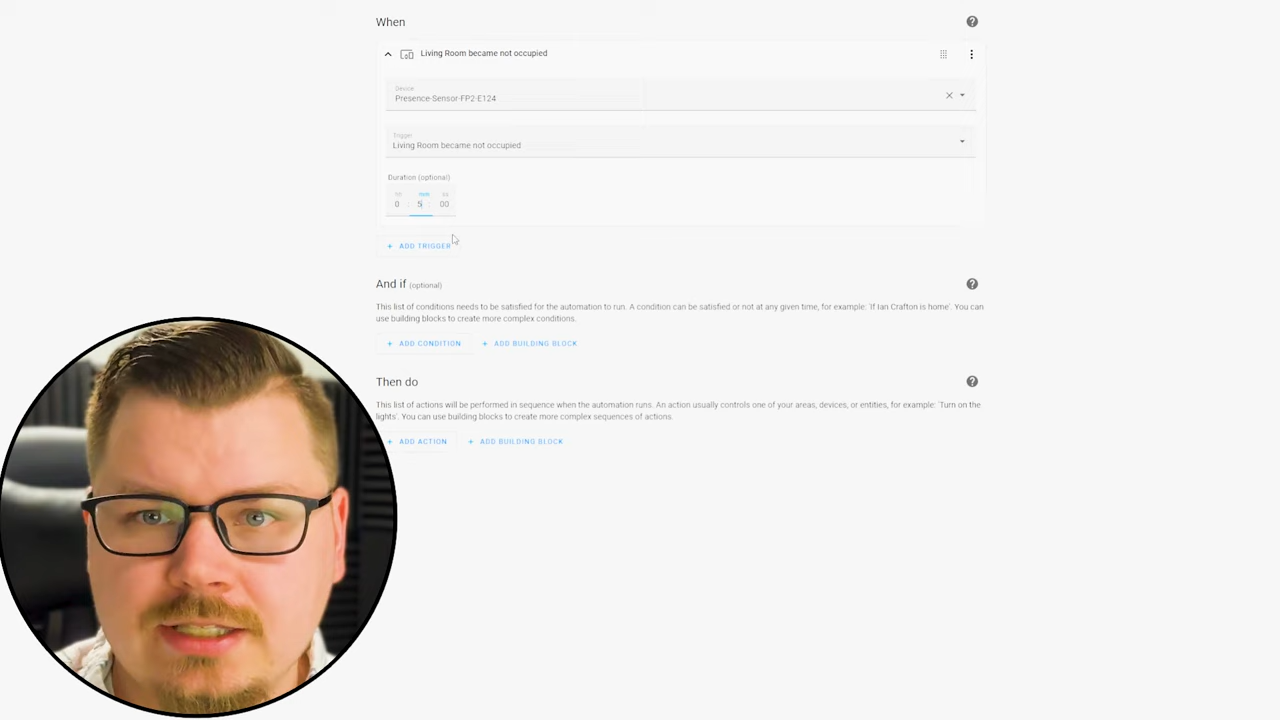 When
Living Room became not occupied
Device
Presence-Sensor-FP2-E124
Trigger
Living Room became not occupied
Duration (optional)
hh mm ss
0 : 5 : 00
+ ADD TRIGGER
And if (optional)
This list of conditions needs to be satisfied for the automation to run. A condition can be satisfied or not at any given time, for example: 'If Ian Crafton is home'. You can
use building blocks to create more complex conditions.
+ ADD CONDITION + ADD BUILDING BLOCK
Then do
This list of actions will be performed in sequence when the automation runs. An action usually controls one of your areas, devices, or entities, for example: 'Turn on the
lights'. You can use building blocks to create more complex sequences of actions.
+ ADD ACTION + ADD BUILDING BLOCK